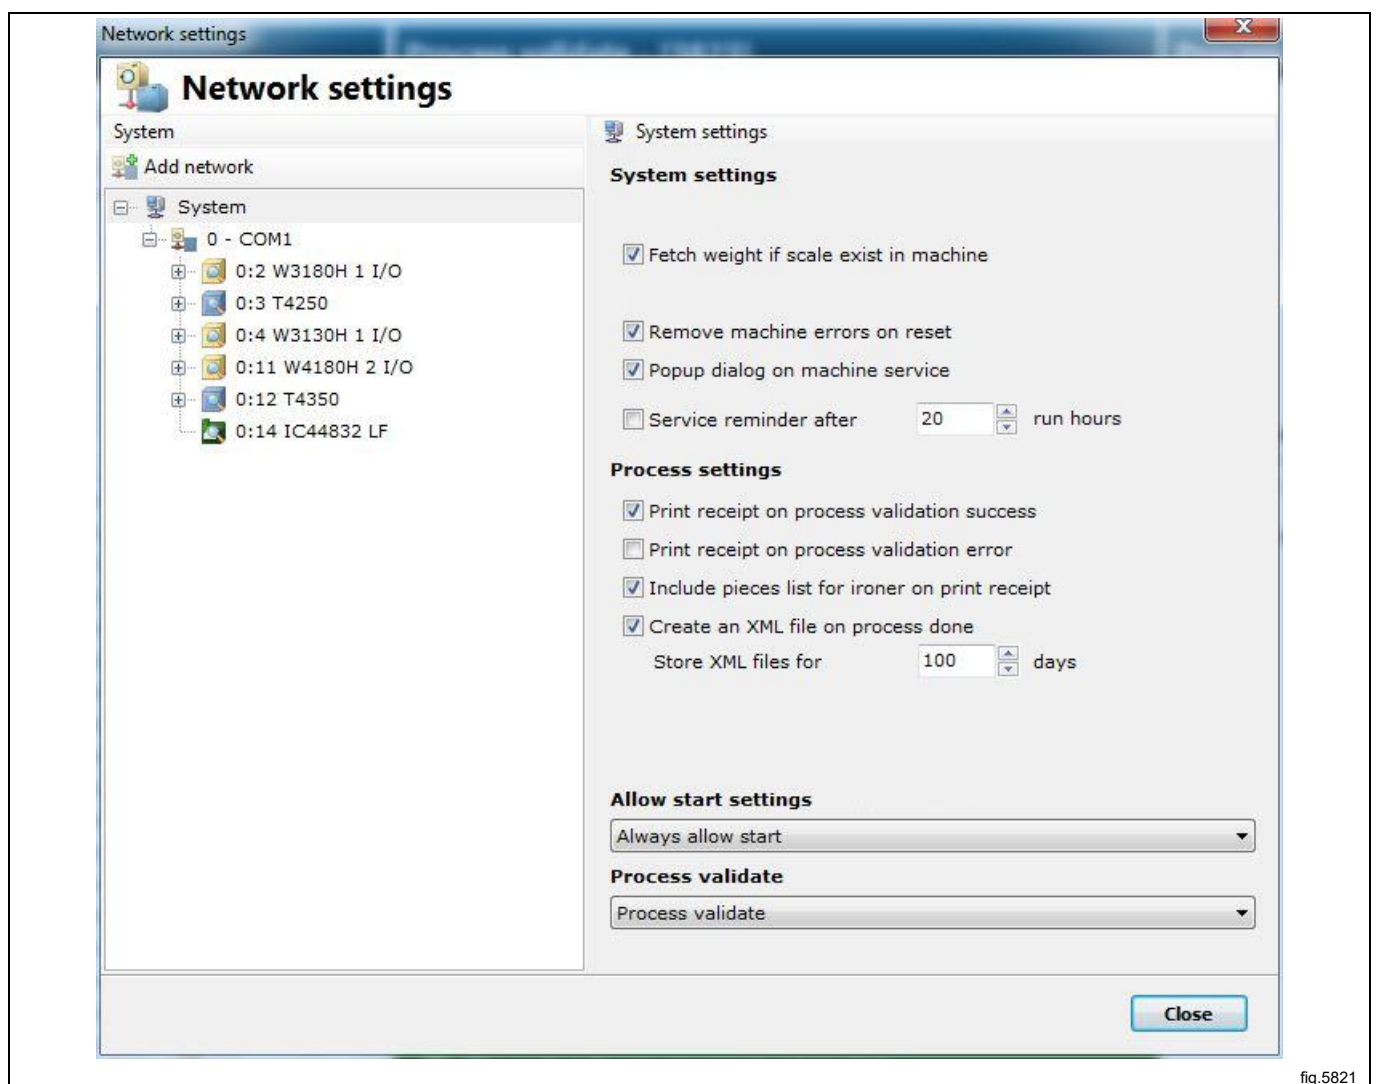 Network settings
Network settings
System
Add network
System
0 - COM1
0:2 W3180H 1 I/O
0:3 T4250
0:4 W3130H 1 I/O
0:11 W4180H 2 I/O
0:12 T4350
0:14 IC44832 LF
System settings
System settings
Fetch weight if scale exist in machine
Remove machine errors on reset
Popup dialog on machine service
Service reminder after 20 run hours
Process settings
Print receipt on process validation success
Print receipt on process validation error
Include pieces list for ironer on print receipt
Create an XML file on process done
Store XML files for 100 days
Allow start settings
Always allow start
Process validate
Process validate
Close
fig.5821